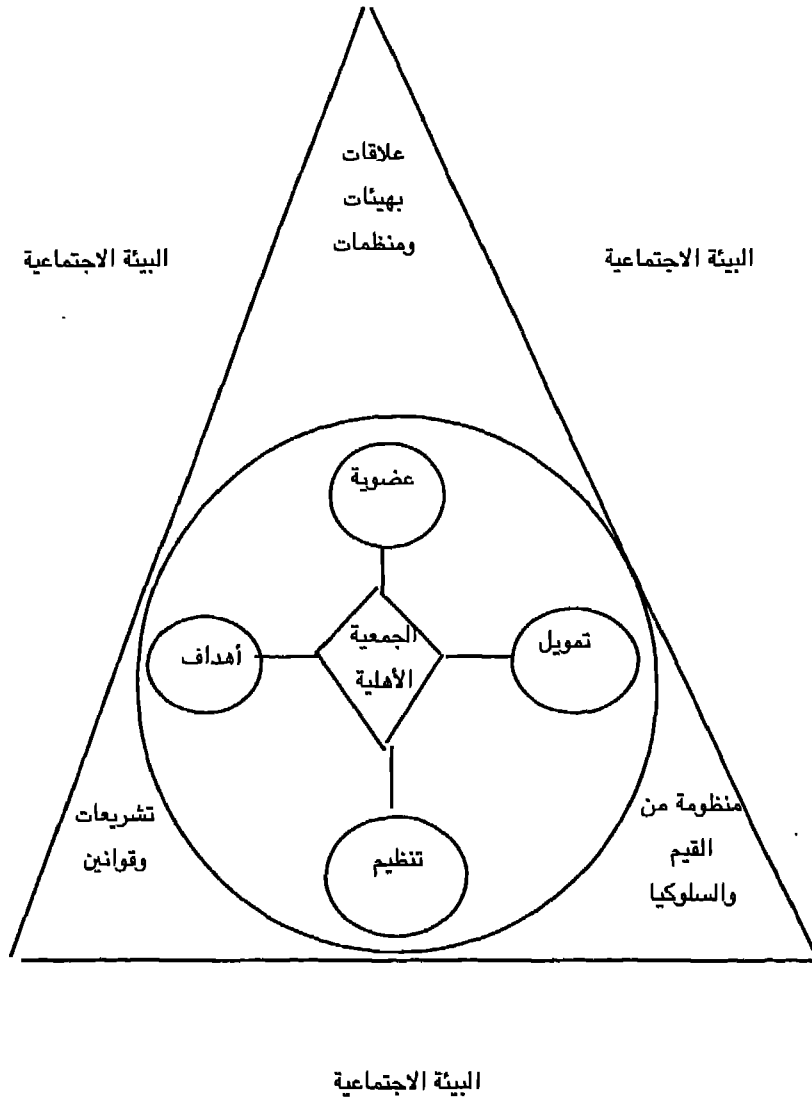 علاقات
بهيئات
ومنظمات
البيئة الاجتماعية
البيئة الاجتماعية
عضوية
الجمعية
الأهلية
تمويل
أهداف
تنظيم
منظومة من
القيم
والسلوكيا
تشريعات
وقوانين
البيئة الاجتماعية